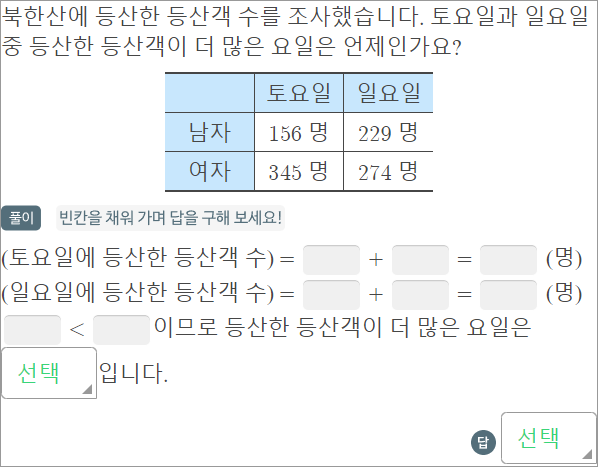 북한산에 등산한 등산객 수를 조사했습니다. 토요일과 일요일
중 등산한 등산객이 더 많은 요일은 언제인가요?
토요일 일요일
남자 156 명 229 명
여자 345 명 274 명
풀이 빈칸을 채워 가며 답을 구해 보세요!
(토요일에 등산한 등산객 수) = + = (명)
(일요일에 등산한 등산객 수) = + = (명)
< 이므로 등산한 등산객이 더 많은 요일은
선택 입니다.
답 선택